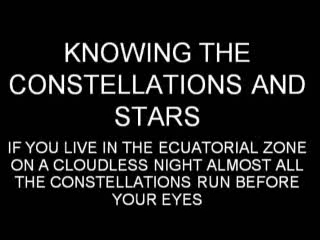 KNOWING THE
CONSTELLATIONS AND
STARS
IF YOU LIVE IN THE ECUATORIAL ZONE
ON A CLOUDLESS NIGHT ALMOST ALL
THE CONSTELLATIONS RUN BEFORE
YOUR EYES